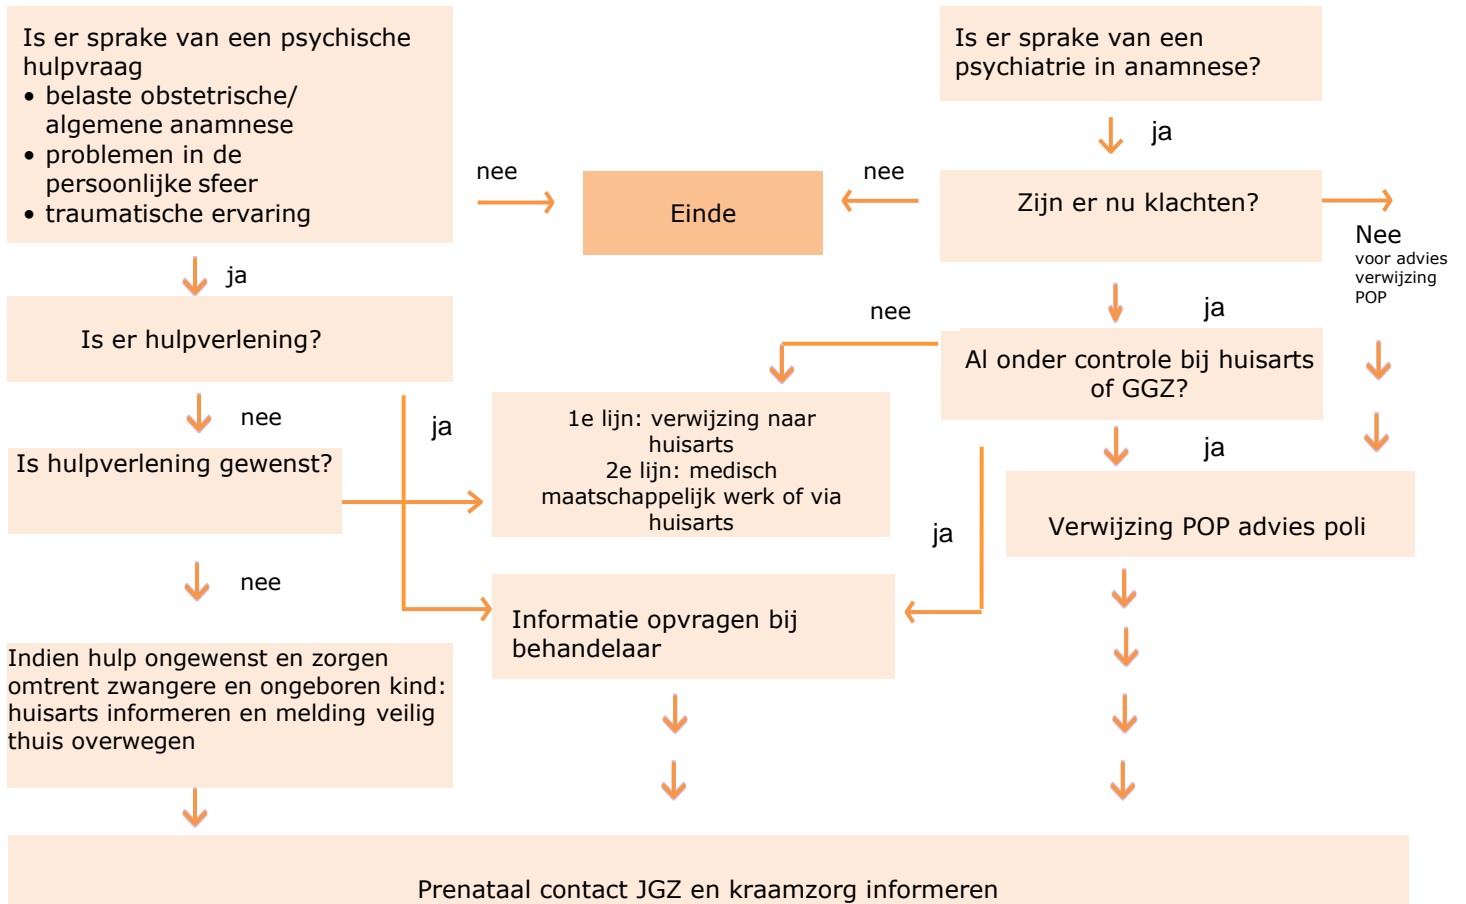 Is er sprake van een psychische
hulpvraag
• belaste obstetrische/
algemene anamnese
• problemen in de
persoonlijke sfeer
• traumatische ervaring
nee
Einde
nee
Is er sprake van een
psychiatrie in anamnese?
ja
Zijn er nu klachten?
Nee
voor advies
verwijzing
POP
ja
Is er hulpverlening?
nee
ja
Al onder controle bij huisarts
of GGZ?
nee
ja
1e lijn: verwijzing naar
huisarts
2e lijn: medisch
maatschappelijk werk of via
huisarts
ja
Is hulpverlening gewenst?
ja
Verwijzing POP advies poli
nee
Informatie opvragen bij
behandelaar
Indien hulp ongewenst en zorgen
omtrent zwangere en ongeboren kind:
huisarts informeren en melding veilig
thuis overwegen
Prenataal contact JGZ en kraamzorg informeren